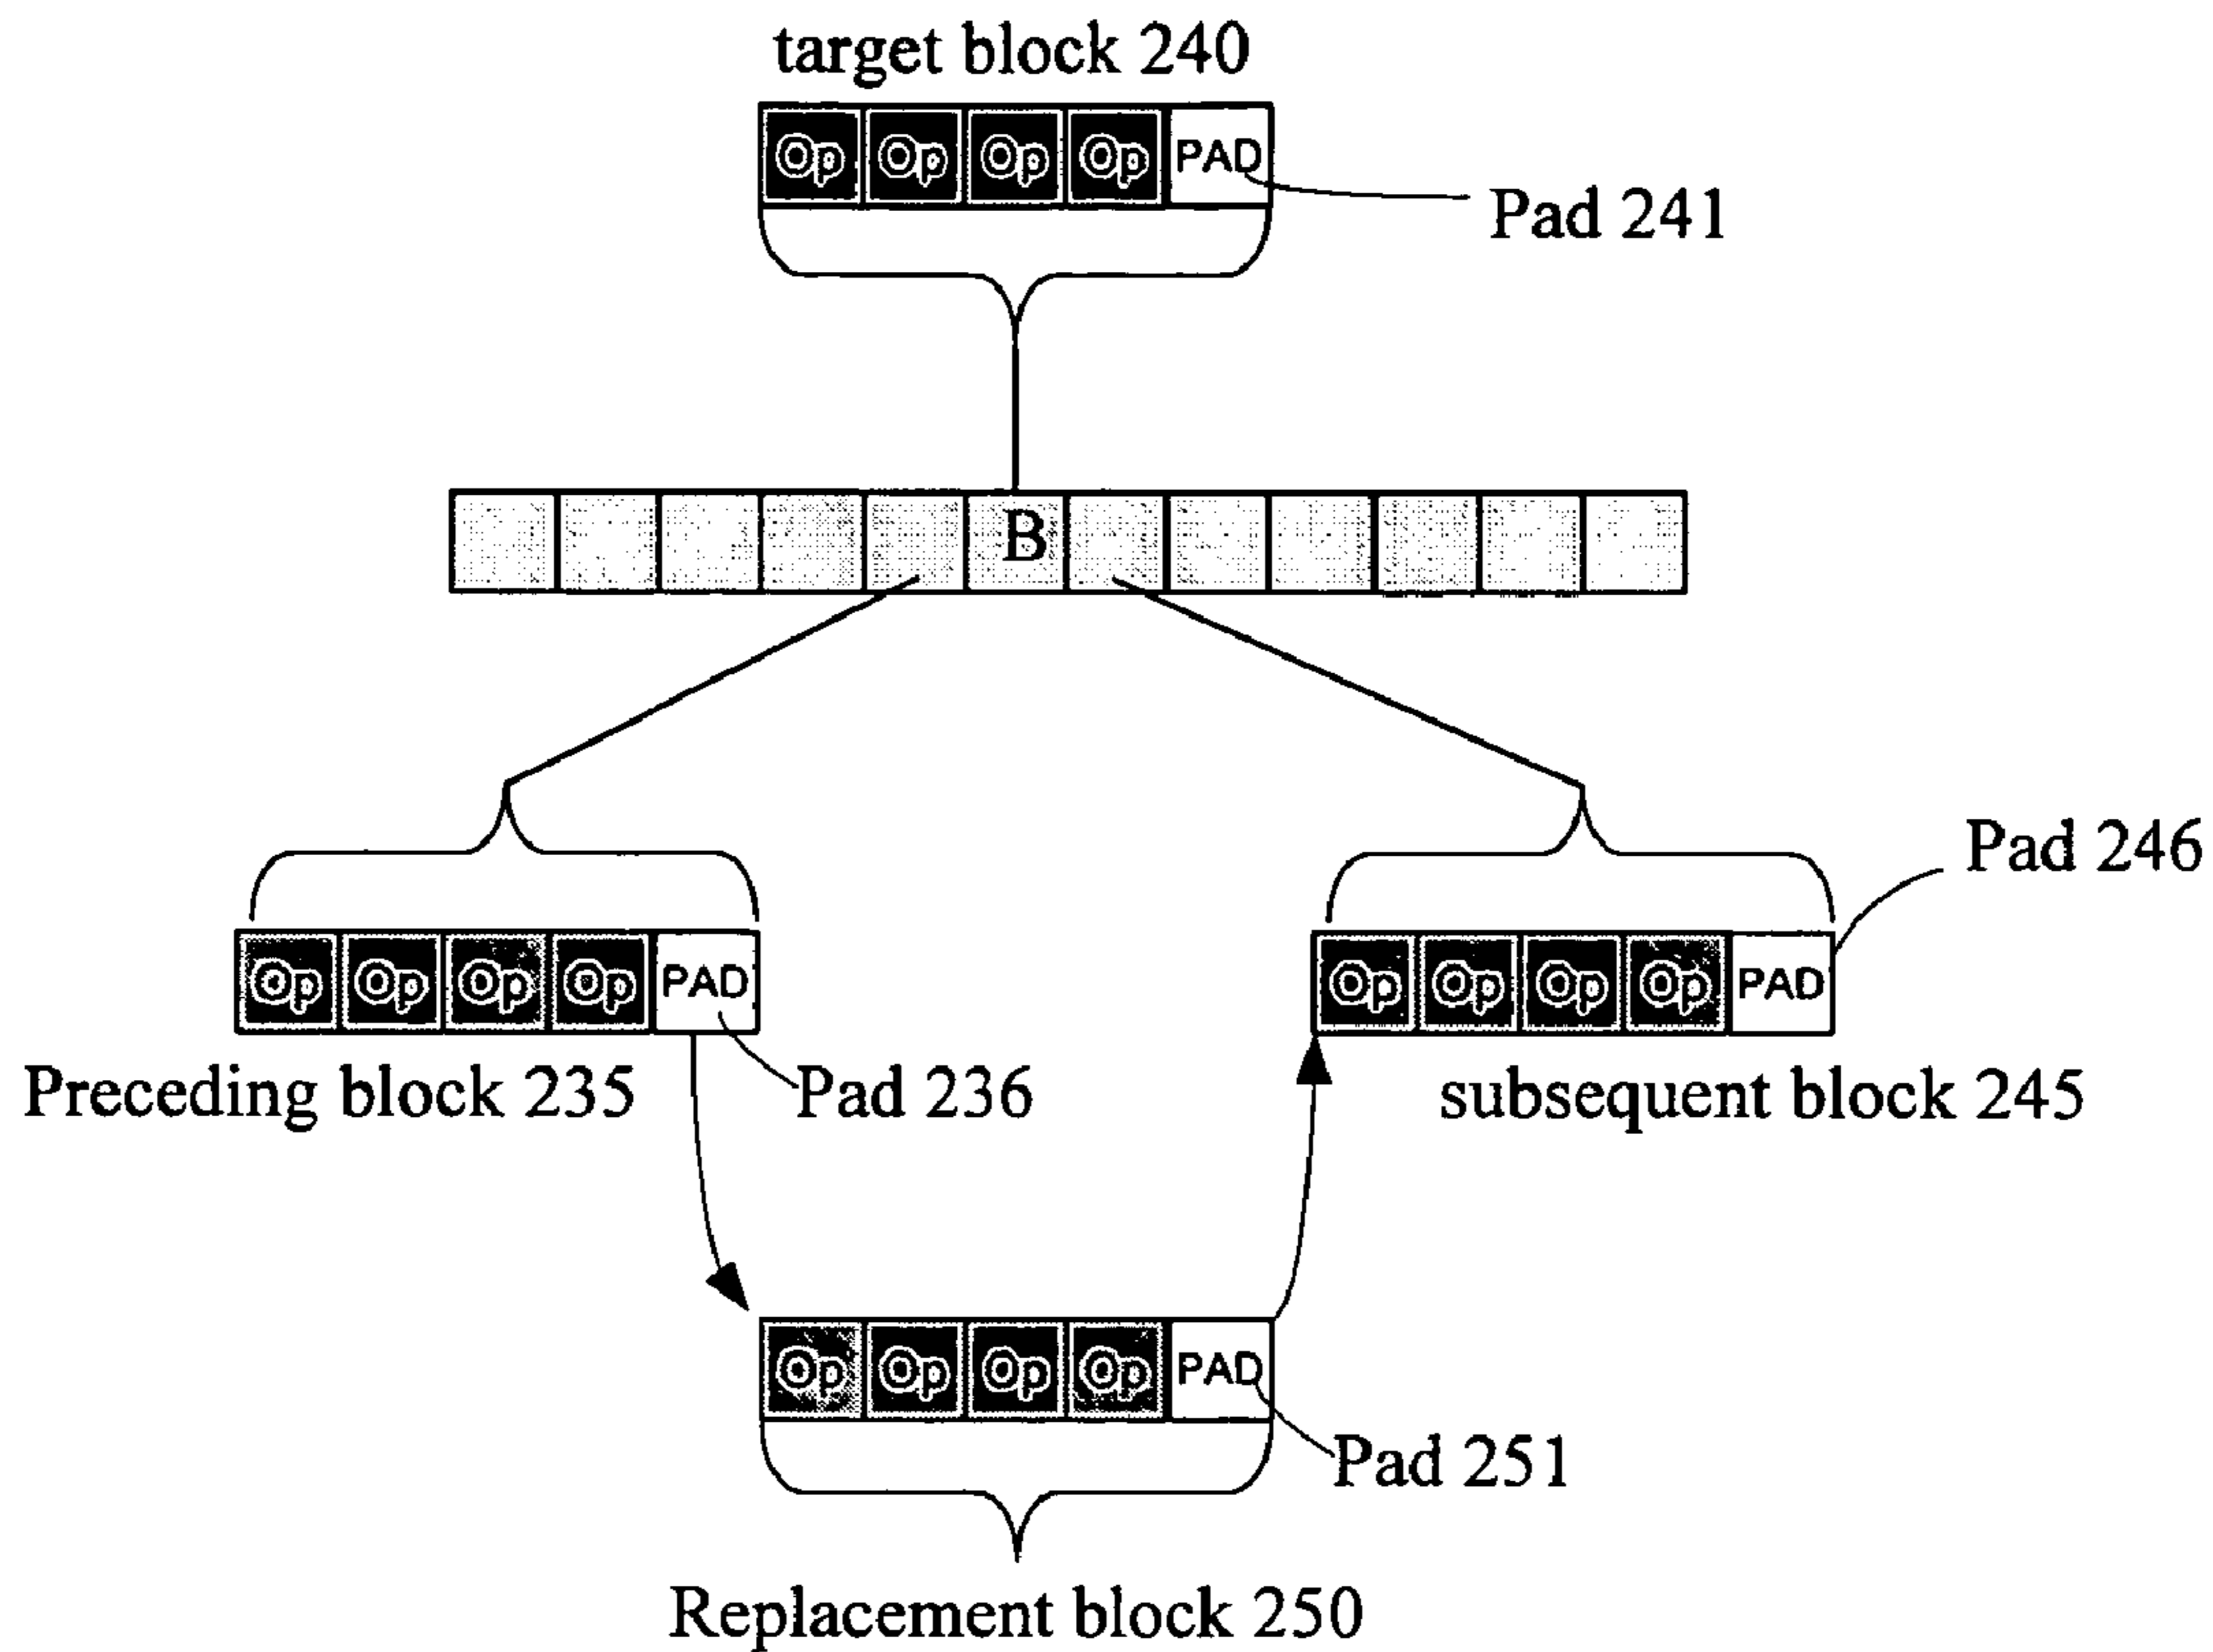 target block 240
Op Op Op Op PAD
Pad 241
B
Pad 246
Op Op Op Op PAD
Op Op Op Op PAD
Preceding block 235
Pad 236
subsequent block 245
Op Op Op Op PAD
Pad 251
Replacement block 250